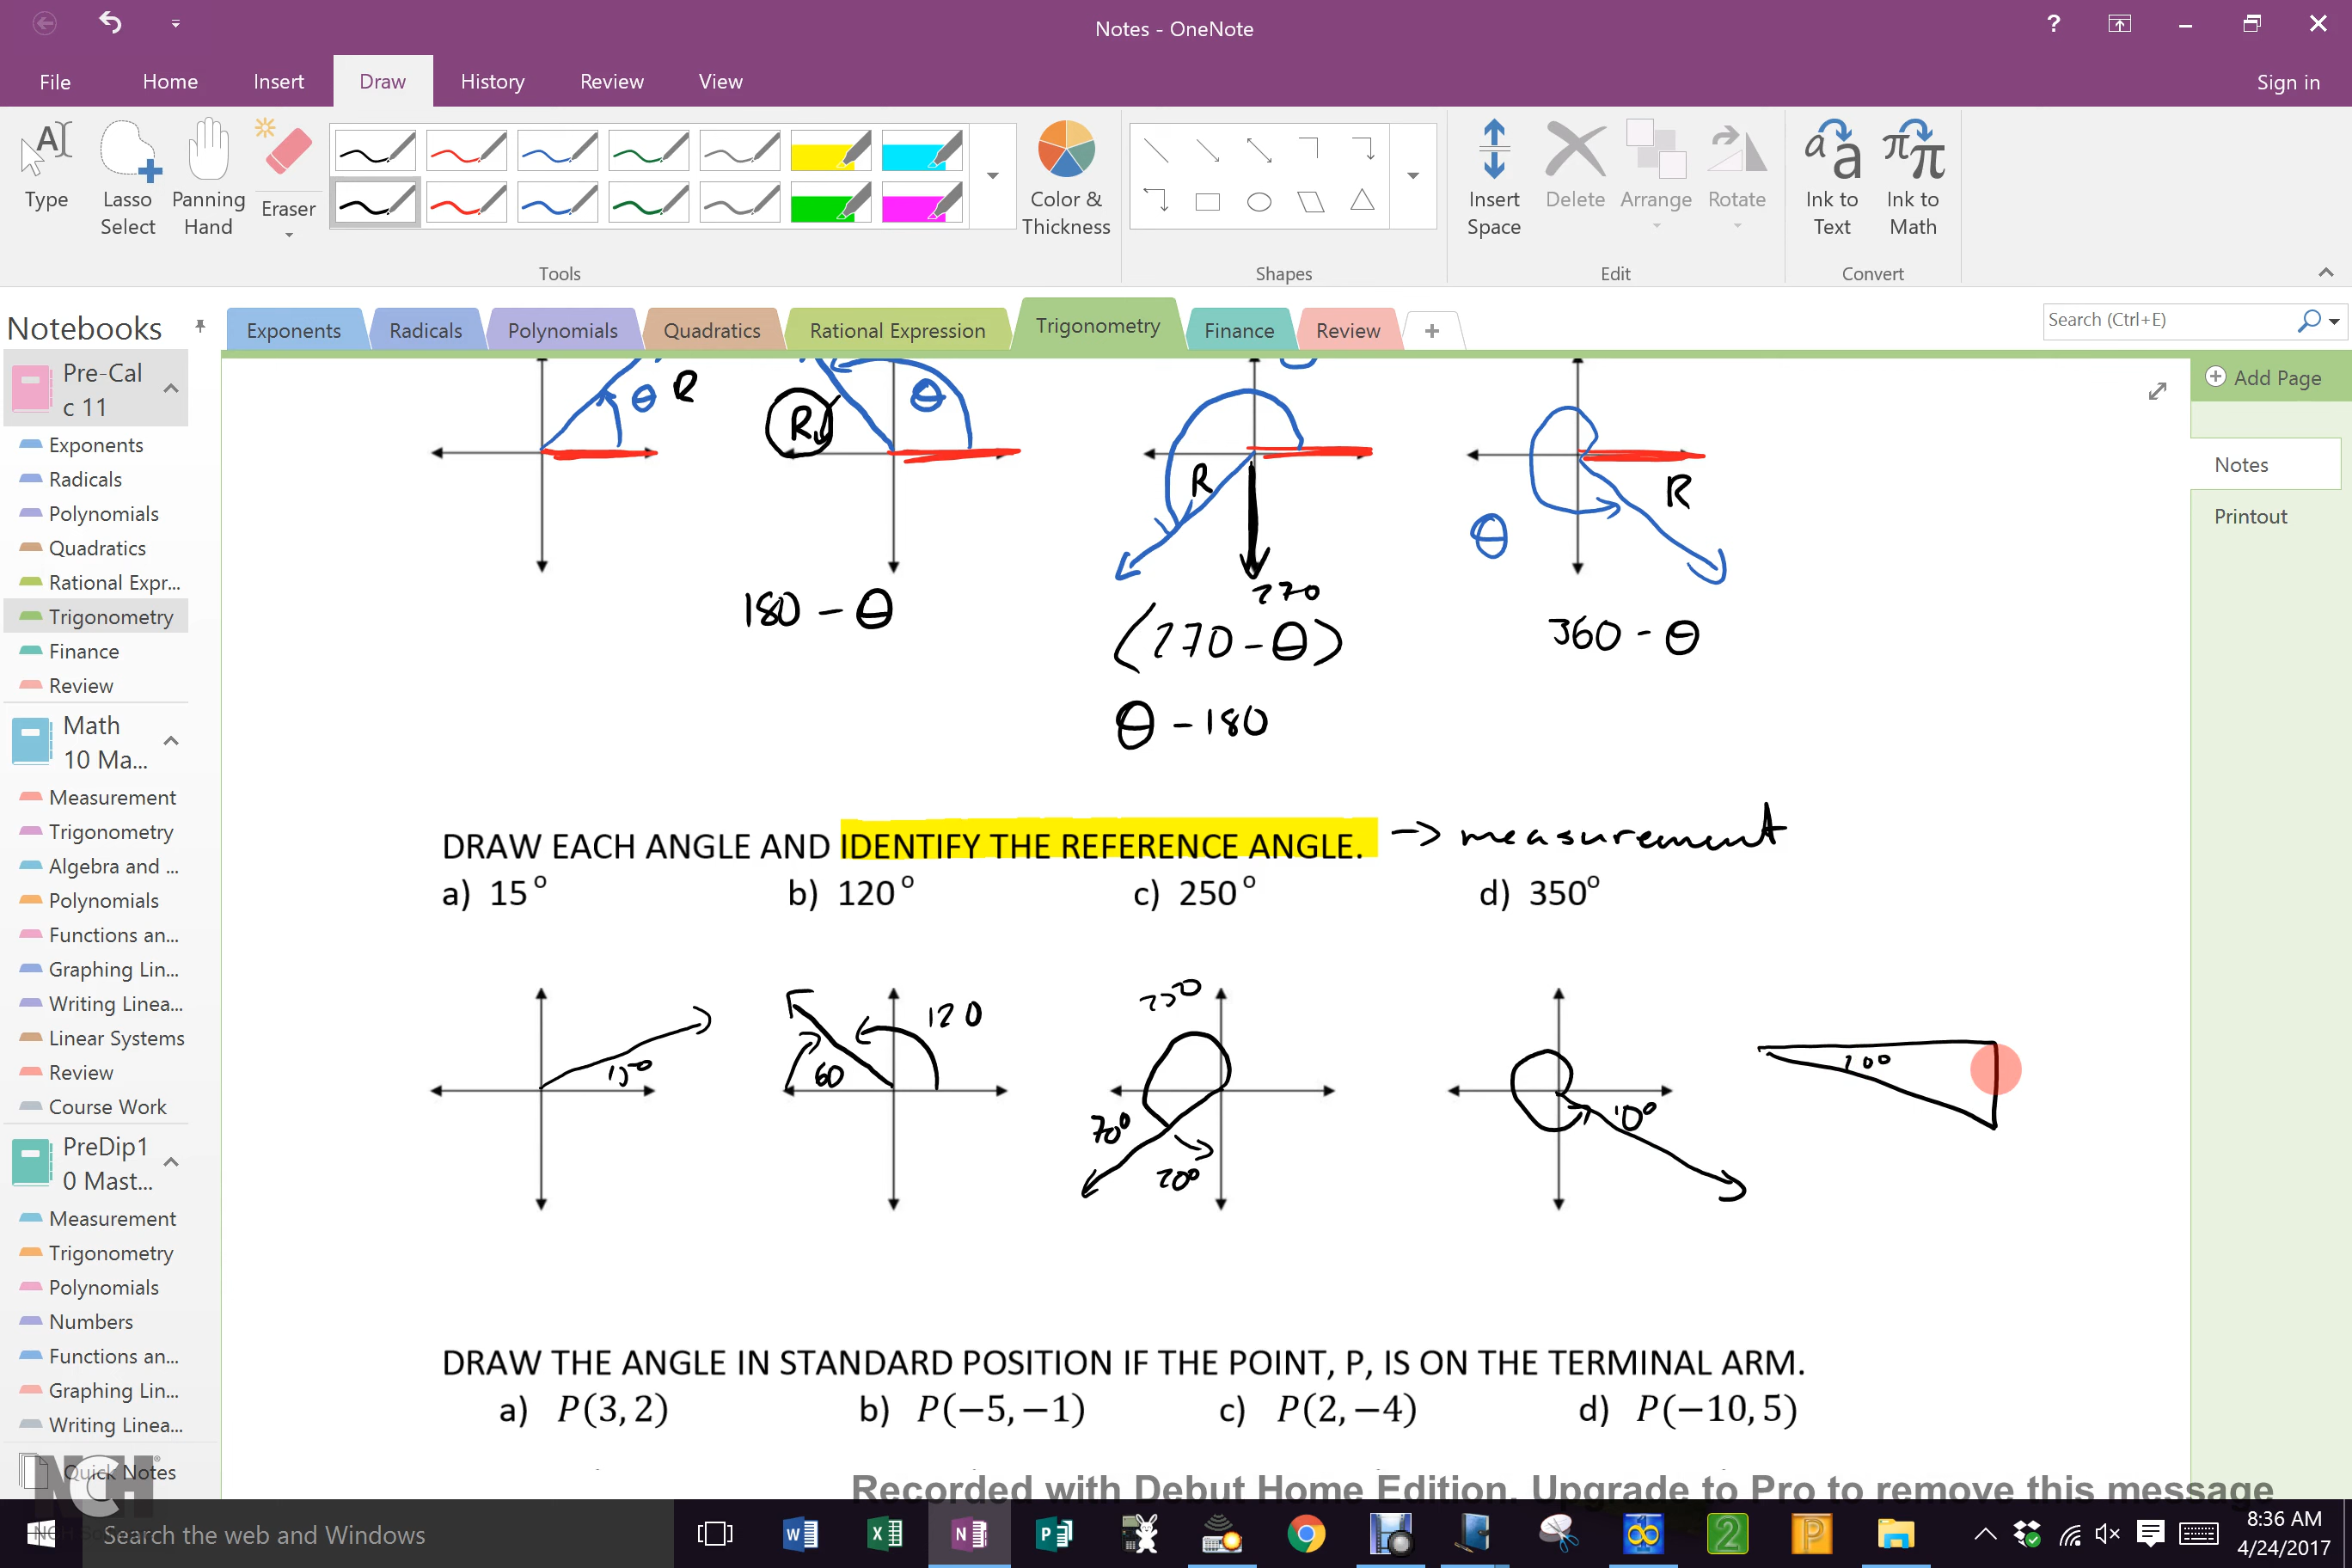 Notes - OneNote
?
File Home Insert Draw History Review View Sign in
Type
Lasso Select
Panning Hand
Eraser
Color & Thickness
Insert Space
Delete
Arrange
Rotate
Ink to Text
Ink to Math
Tools Shapes Edit Convert
Notebooks
Exponents Radicals Polynomials Quadratics Rational Expression Trigonometry Finance Review +
Search (Ctrl+E)
Pre-Calc 11
Exponents
Radicals
Polynomials
Quadratics
Rational Expr...
Trigonometry
Finance
Review
Math 10 Ma...
Measurement
Trigonometry
Algebra and ...
Polynomials
Functions an...
Graphing Lin...
Writing Linea...
Linear Systems
Review
Course Work
PreDip10 Mast...
Measurement
Trigonometry
Polynomials
Numbers
Functions an...
Graphing Lin...
Writing Linea...
Quick Notes
Add Page
Notes
Printout
θ R
R θ
R
θ R
270
180 - θ
(270 - θ)
360 - θ
θ - 180
DRAW EACH ANGLE AND IDENTIFY THE REFERENCE ANGLE. → measurement
a) 15° b) 120° c) 250° d) 350°
15°
120
60
250
70°
20°
10°
DRAW THE ANGLE IN STANDARD POSITION IF THE POINT, P, IS ON THE TERMINAL ARM.
a) P(3, 2) b) P(−5, −1) c) P(2, −4) d) P(−10, 5)
Recorded with Debut Home Edition. Upgrade to Pro to remove this message
NCH
Search the web and Windows
8:36 AM
4/24/2017